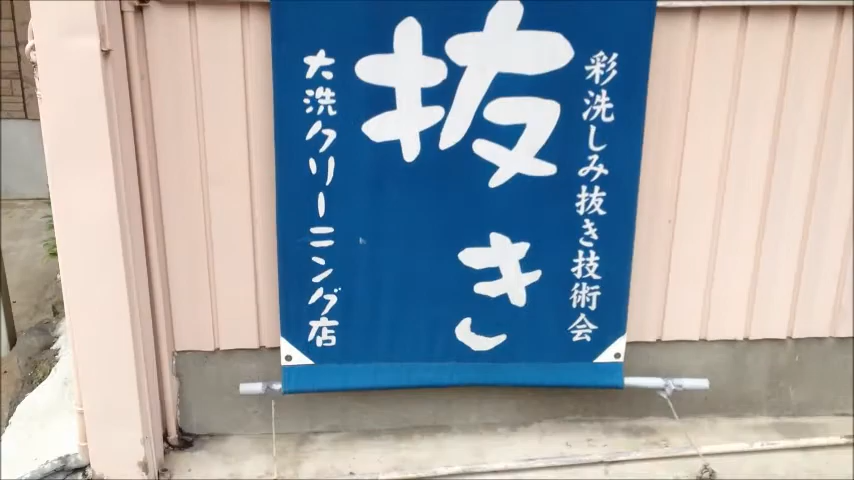 彩洗しみ抜き技術会
抜き
大洗クリーニング店